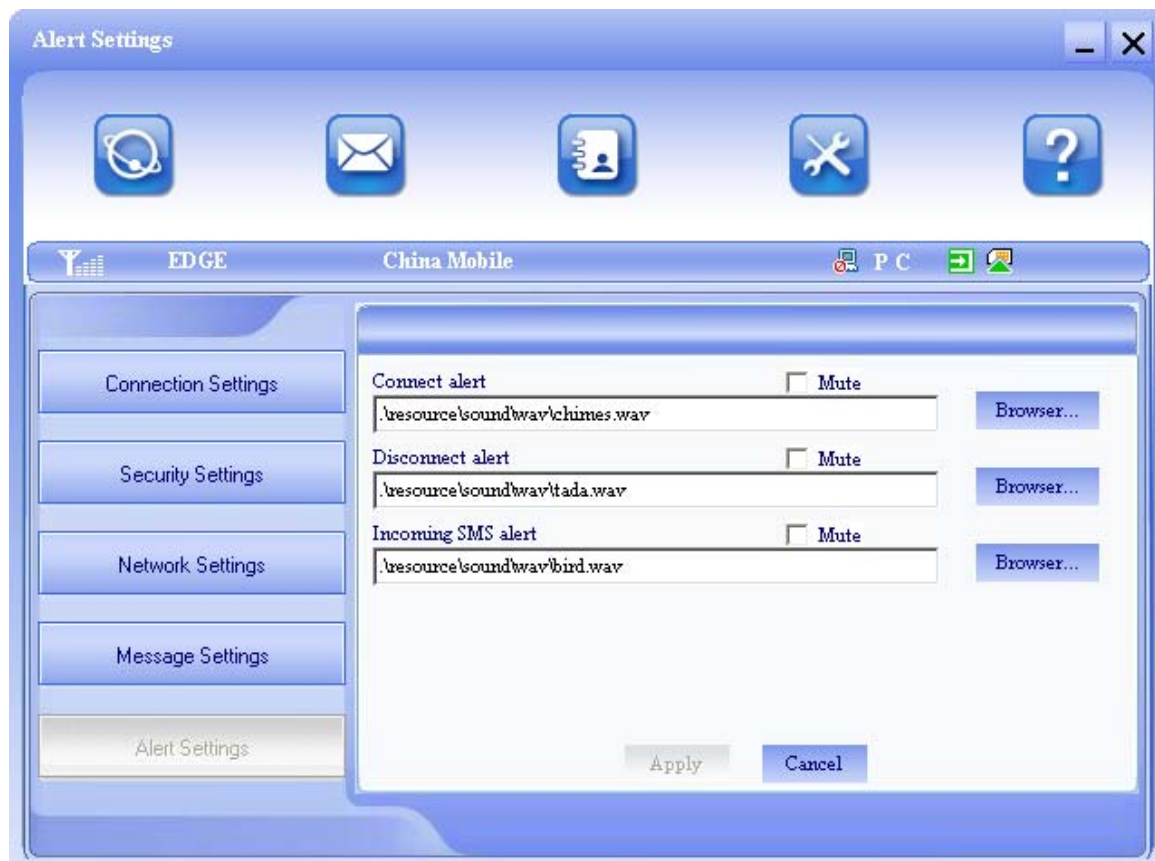 Alert Settings
EDGE China Mobile P C
Connection Settings
Security Settings
Network Settings
Message Settings
Alert Settings
Connect alert Mute
.\resource\sound\wav\chimes.wav Browser...
Disconnect alert Mute
.\resource\sound\wav\tada.wav Browser...
Incoming SMS alert Mute
.\resource\sound\wav\bird.wav Browser...
Apply Cancel